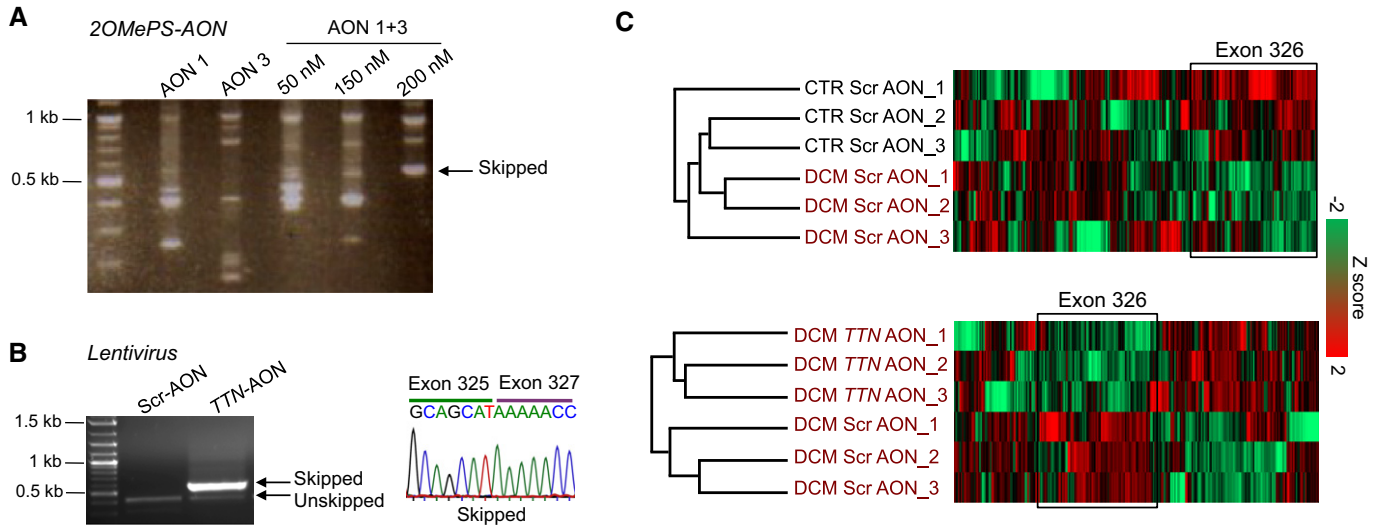 A
2OMePS-AON
AON 1+3
AON 1
AON 3
50 nM
150 nM
200 nM
1 kb
0.5 kb
Skipped
B
Lentivirus
Scr-AON
TTN-AON
1.5 kb
1 kb
0.5 kb
Skipped
Unskipped
Exon 325 Exon 327
GCAGCATAAAAACC
Skipped
C
Exon 326
CTR Scr AON_1
CTR Scr AON_2
CTR Scr AON_3
DCM Scr AON_1
DCM Scr AON_2
DCM Scr AON_3
Exon 326
DCM TTN AON_1
DCM TTN AON_2
DCM TTN AON_3
DCM Scr AON_1
DCM Scr AON_2
DCM Scr AON_3
-2
Z score
2